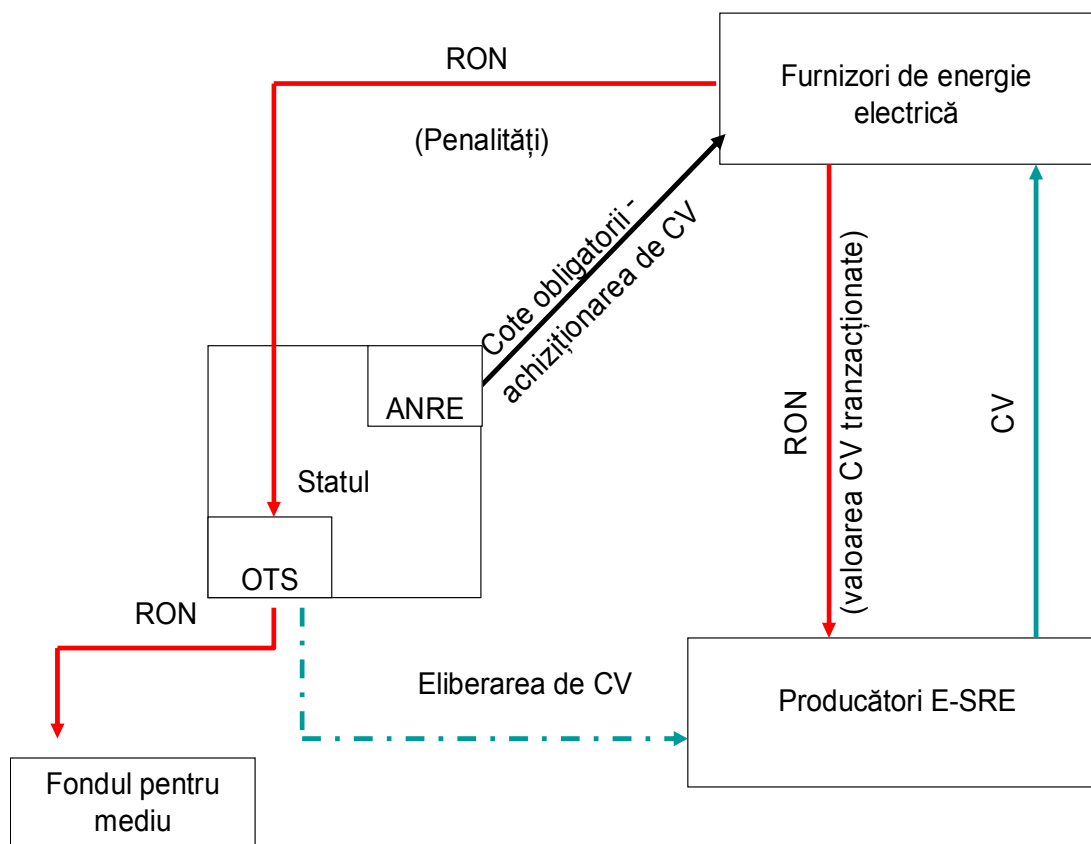 RON
Furnizori de energie
electrică
(Penalități)
Cote obligatorii -
achiziționarea de CV
RON
(valoarea CV tranzacționate)
CV
ANRE
Statul
OTS
RON
Eliberarea de CV
Producători E-SRE
Fondul pentru
mediu